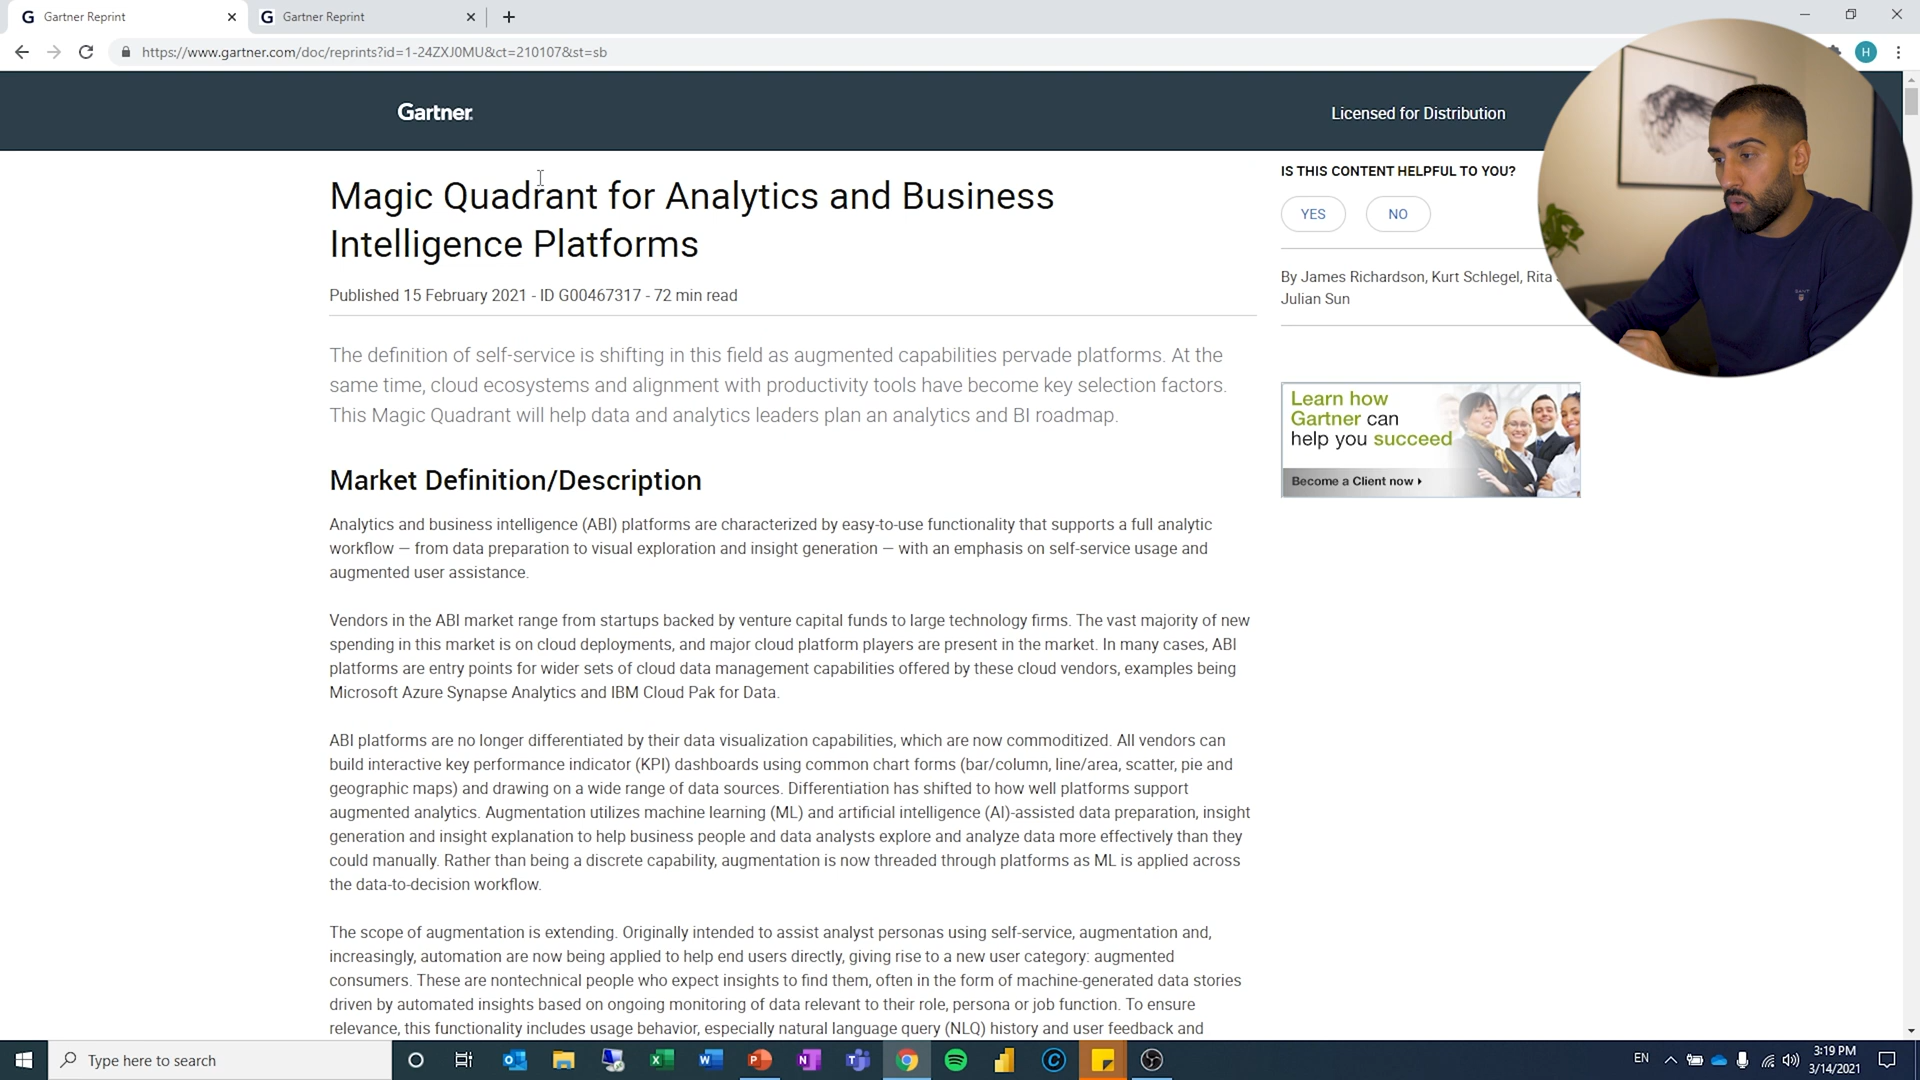 Gartner Reprint
Gartner Reprint
https://www.gartner.com/doc/reprints?id=1-24ZXJ0MU&ct=210107&st=sb
H
Gartner
Licensed for Distribution
Magic Quadrant for Analytics and Business
Intelligence Platforms
Published 15 February 2021 - ID G00467317 - 72 min read
The definition of self-service is shifting in this field as augmented capabilities pervade platforms. At the
same time, cloud ecosystems and alignment with productivity tools have become key selection factors.
This Magic Quadrant will help data and analytics leaders plan an analytics and BI roadmap.
Market Definition/Description
Analytics and business intelligence (ABI) platforms are characterized by easy-to-use functionality that supports a full analytic
workflow — from data preparation to visual exploration and insight generation — with an emphasis on self-service usage and
augmented user assistance.
Vendors in the ABI market range from startups backed by venture capital funds to large technology firms. The vast majority of new
spending in this market is on cloud deployments, and major cloud platform players are present in the market. In many cases, ABI
platforms are entry points for wider sets of cloud data management capabilities offered by these cloud vendors, examples being
Microsoft Azure Synapse Analytics and IBM Cloud Pak for Data.
ABI platforms are no longer differentiated by their data visualization capabilities, which are now commoditized. All vendors can
build interactive key performance indicator (KPI) dashboards using common chart forms (bar/column, line/area, scatter, pie and
geographic maps) and drawing on a wide range of data sources. Differentiation has shifted to how well platforms support
augmented analytics. Augmentation utilizes machine learning (ML) and artificial intelligence (AI)-assisted data preparation, insight
generation and insight explanation to help business people and data analysts explore and analyze data more effectively than they
could manually. Rather than being a discrete capability, augmentation is now threaded through platforms as ML is applied across
the data-to-decision workflow.
The scope of augmentation is extending. Originally intended to assist analyst personas using self-service, augmentation and,
increasingly, automation are now being applied to help end users directly, giving rise to a new user category: augmented
consumers. These are nontechnical people who expect insights to find them, often in the form of machine-generated data stories
driven by automated insights based on ongoing monitoring of data relevant to their role, persona or job function. To ensure
relevance, this functionality includes usage behavior, especially natural language query (NLQ) history and user feedback and
IS THIS CONTENT HELPFUL TO YOU?
YES
NO
By James Richardson, Kurt Schlegel, Rita
Julian Sun
Learn how
Gartner can
help you succeed
Become a Client now
Type here to search
EN
3:19 PM
3/14/2021